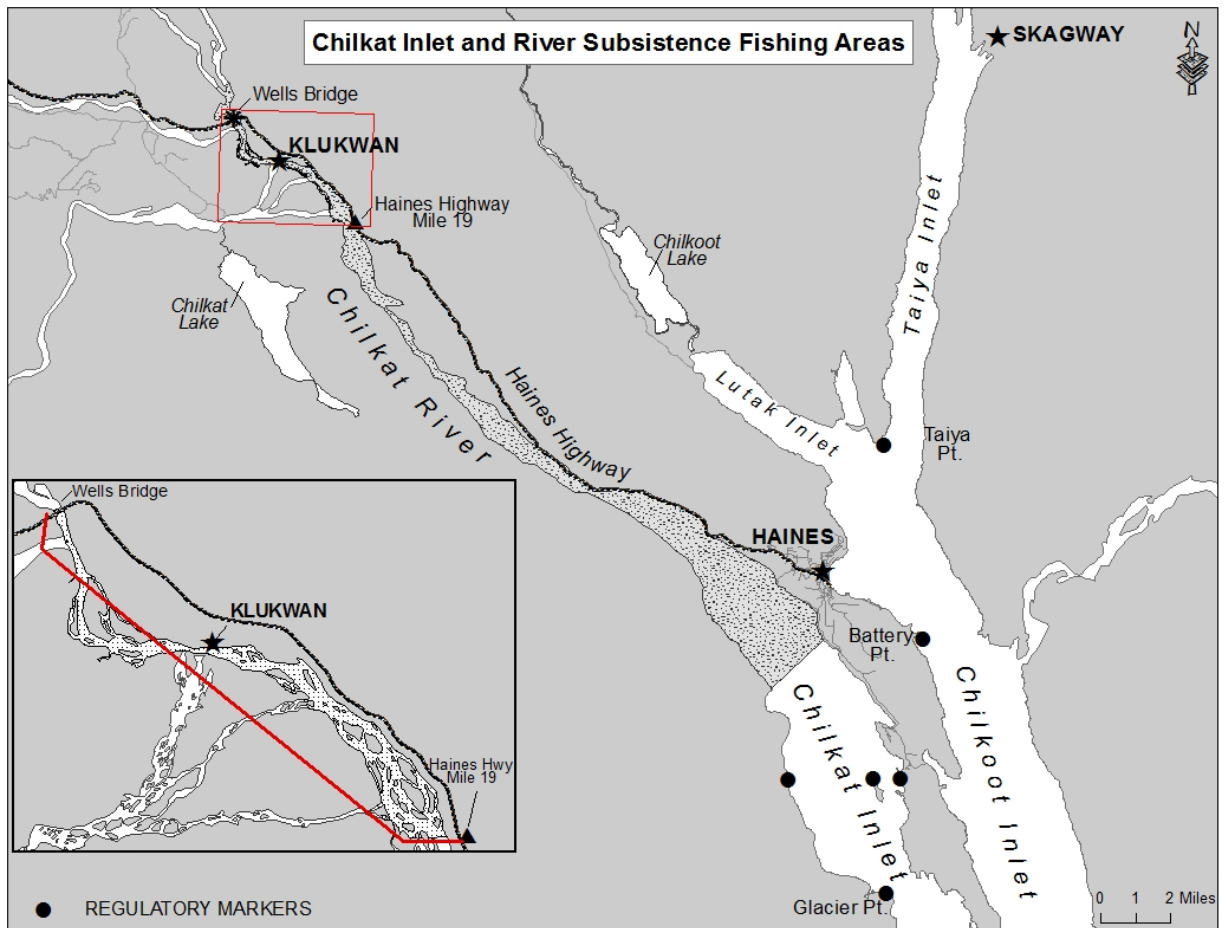 Chilkat Inlet and River Subsistence Fishing Areas
SKAGWAY
N
Wells Bridge
KLUKWAN
Haines Highway
Mile 19
Chilkoot
Lake
Taiya Inlet
Chilkat
Lake
Chilkat River
Haines Highway
Lutak Inlet
Taiya
Pt.
Wells Bridge
HAINES
KLUKWAN
Battery
Pt.
Chilkat Inlet
Chilkoot Inlet
Haines Hwy
Mile 19
Glacier Pt.
REGULATORY MARKERS
0 1 2 Miles